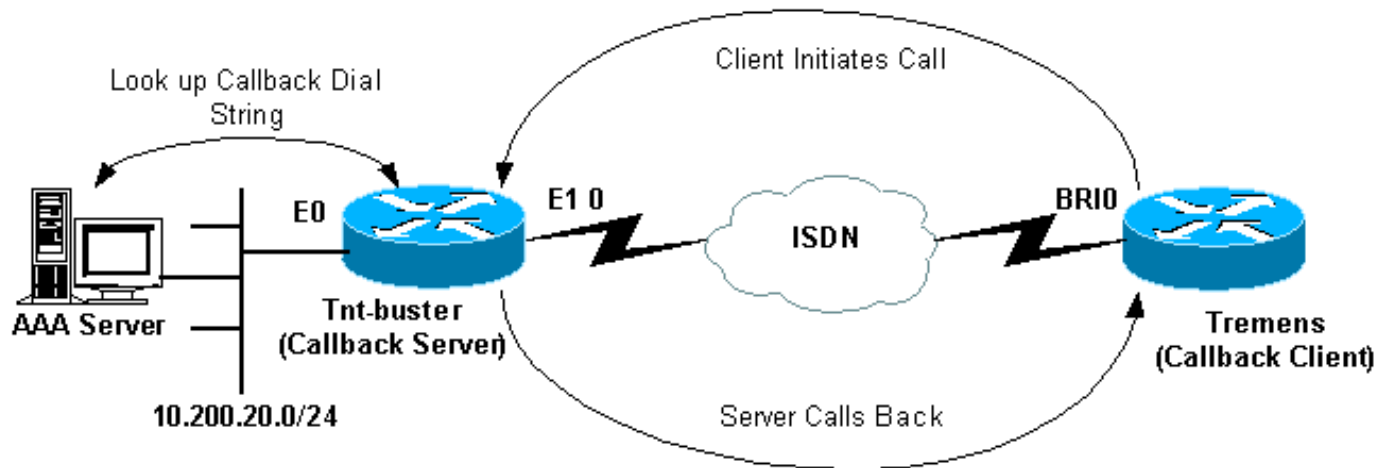 Client Initiates Call
Look up Callback Dial
String
E0
E1 0
BRI0
ISDN
AAA Server
Tnt-buster
(Callback Server)
Tremens
(Callback Client)
10.200.20.0/24
Server Calls Back